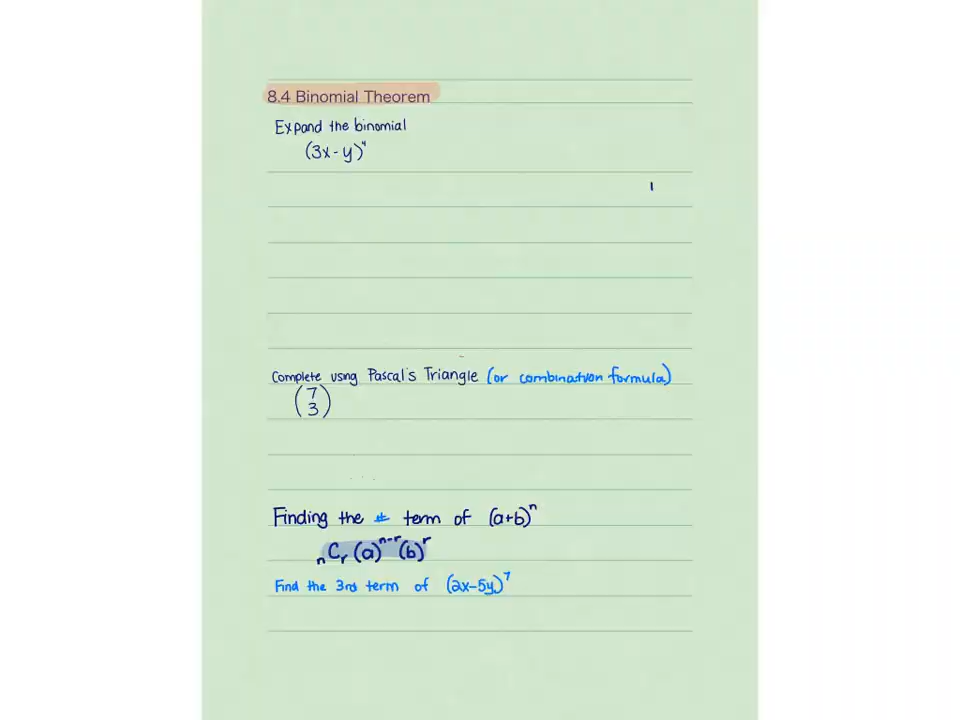 8.4 Binomial Theorem
Expand the binomial
(3x-y)⁴
1
Complete using Pascal's Triangle (or combination formula)
(7
3)
Finding the # term of (a+b)ⁿ
ₙCᵣ(a)ⁿ⁻ʳ(b)ʳ
Find the 3rd term of (2x-5y)⁷